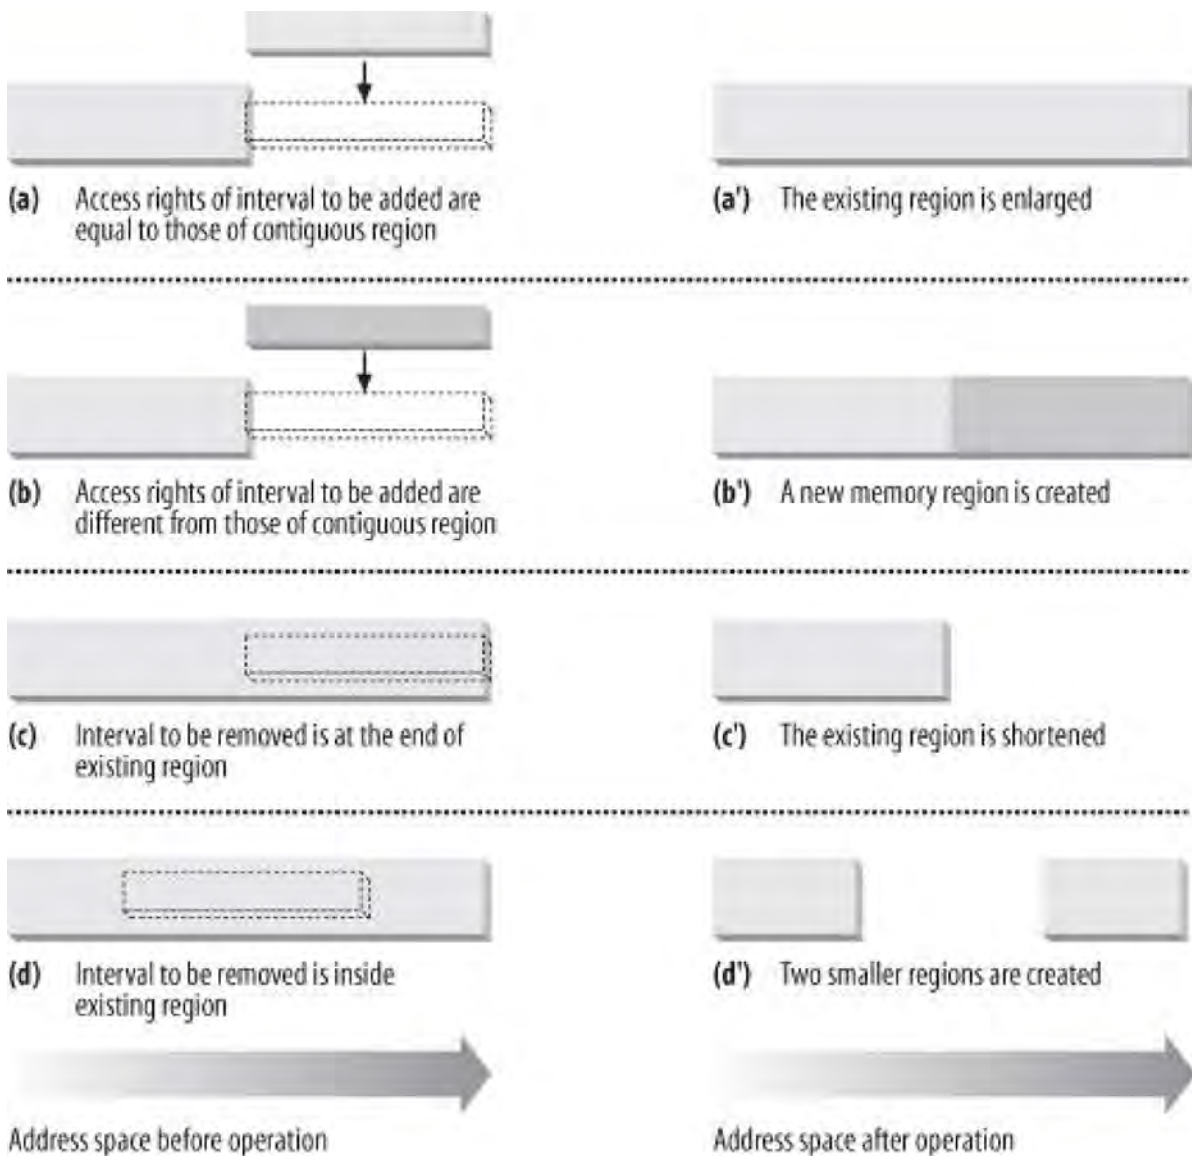 (a) Access rights of interval to be added are
equal to those of contiguous region
(a') The existing region is enlarged
(b) Access rights of interval to be added are
different from those of contiguous region
(b') A new memory region is created
(c) Interval to be removed is at the end of
existing region
(c') The existing region is shortened
(d) Interval to be removed is inside
existing region
(d') Two smaller regions are created
Address space before operation
Address space after operation